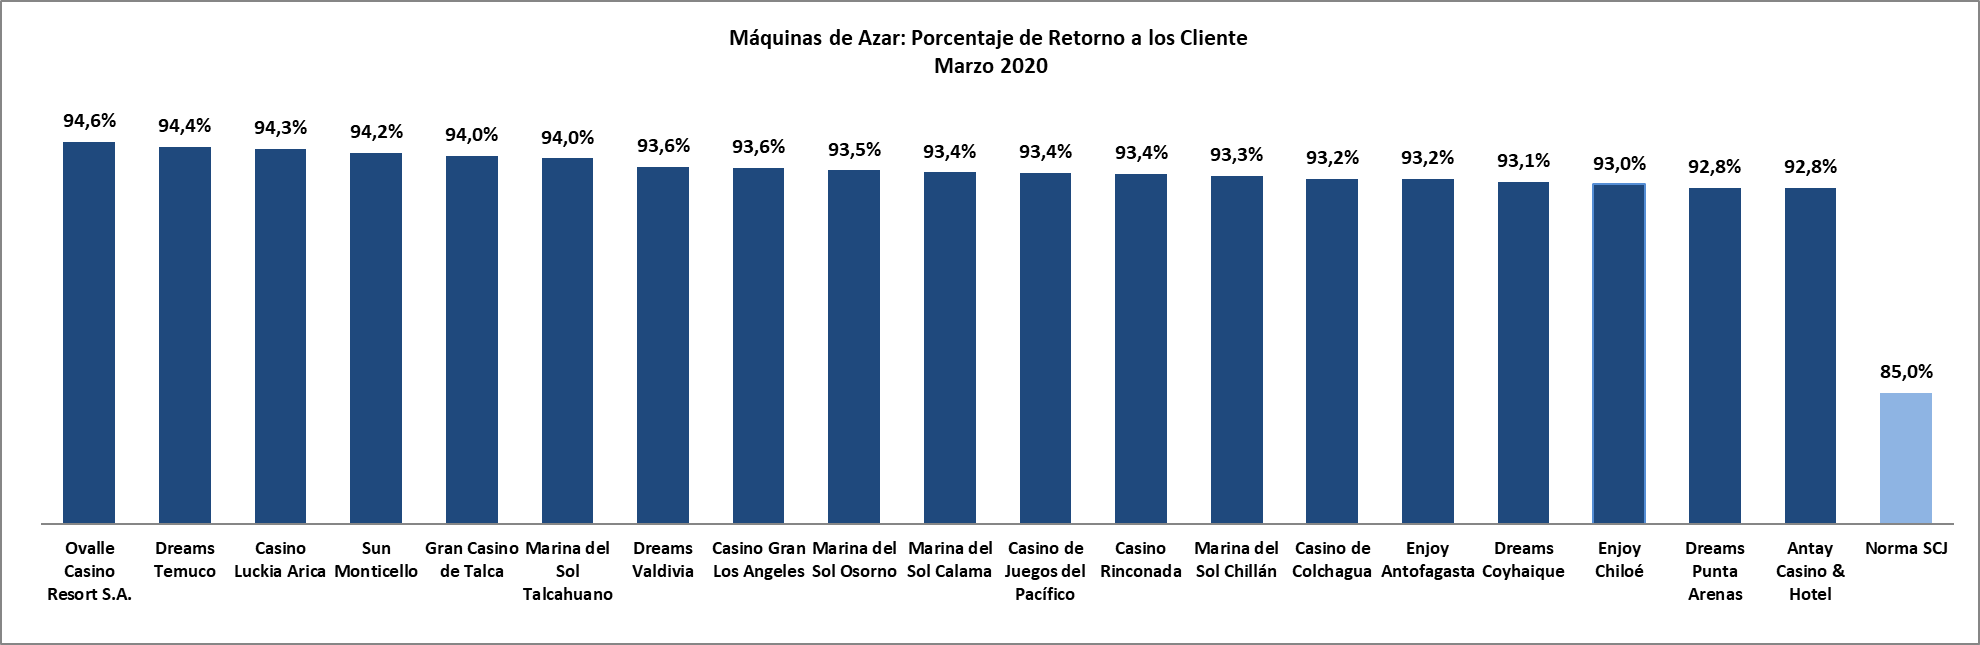 Máquinas de Azar: Porcentaje de Retorno a los Cliente
Marzo 2020
94,6%
94,4%
94,3%
94,2%
94,0%
94,0%
93,6%
93,6%
93,5%
93,4%
93,4%
93,4%
93,3%
93,2%
93,2%
93,1%
93,0%
92,8%
92,8%
85,0%
Ovalle
Casino
Resort S.A.
Dreams
Temuco
Casino
Luckia Arica
Sun
Monticello
Gran Casino
de Talca
Marina del
Sol
Talcahuano
Dreams
Valdivia
Casino Gran
Los Angeles
Marina del
Sol Osorno
Marina del
Sol Calama
Casino de
Juegos del
Pacífico
Casino
Rinconada
Marina del
Sol Chillán
Casino de
Colchagua
Enjoy
Antofagasta
Dreams
Coyhaique
Enjoy
Chiloé
Dreams
Punta
Arenas
Antay
Casino &
Hotel
Norma SCJ